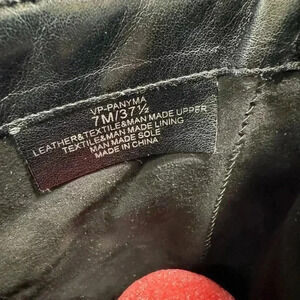 VP-PANYMA
7M/37½
LEATHER&TEXTILE&MAN MADE UPPER
TEXTILE&MAN MADE LINING
MAN MADE SOLE
MADE IN CHINA